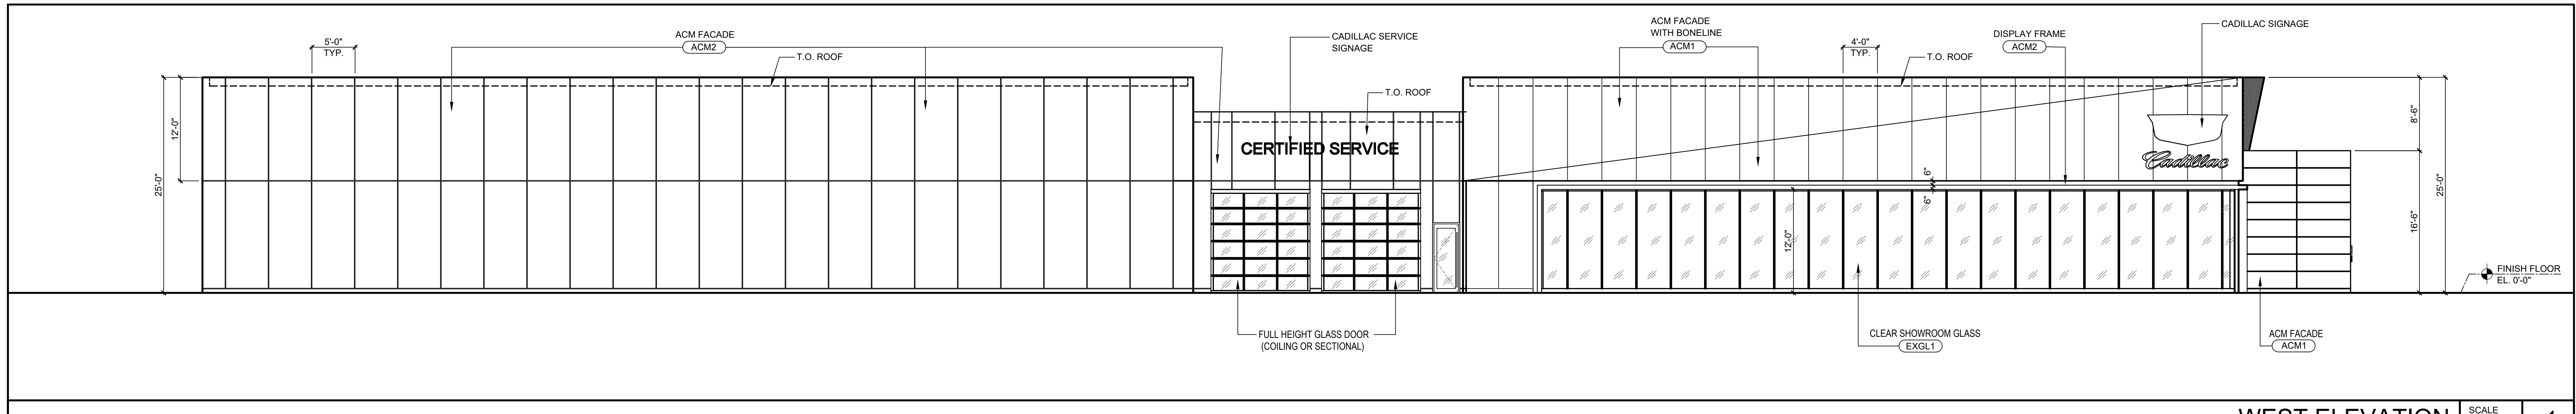 5'-0"
TYP.
ACM FACADE
ACM2
T.O. ROOF
CADILLAC SERVICE
SIGNAGE
T.O. ROOF
ACM FACADE
WITH BONELINE
ACM1
4'-0"
TYP.
T.O. ROOF
DISPLAY FRAME
ACM2
CADILLAC SIGNAGE
25'-0"
12'-0"
CERTIFIED SERVICE
Cadillac
6"
6"
12'-0"
8'-6"
16'-6"
25'-0"
FINISH FLOOR
EL. 0'-0"
FULL HEIGHT GLASS DOOR
(COILING OR SECTIONAL)
CLEAR SHOWROOM GLASS
EXGL1
ACM FACADE
ACM1
WEST ELEVATION
SCALE